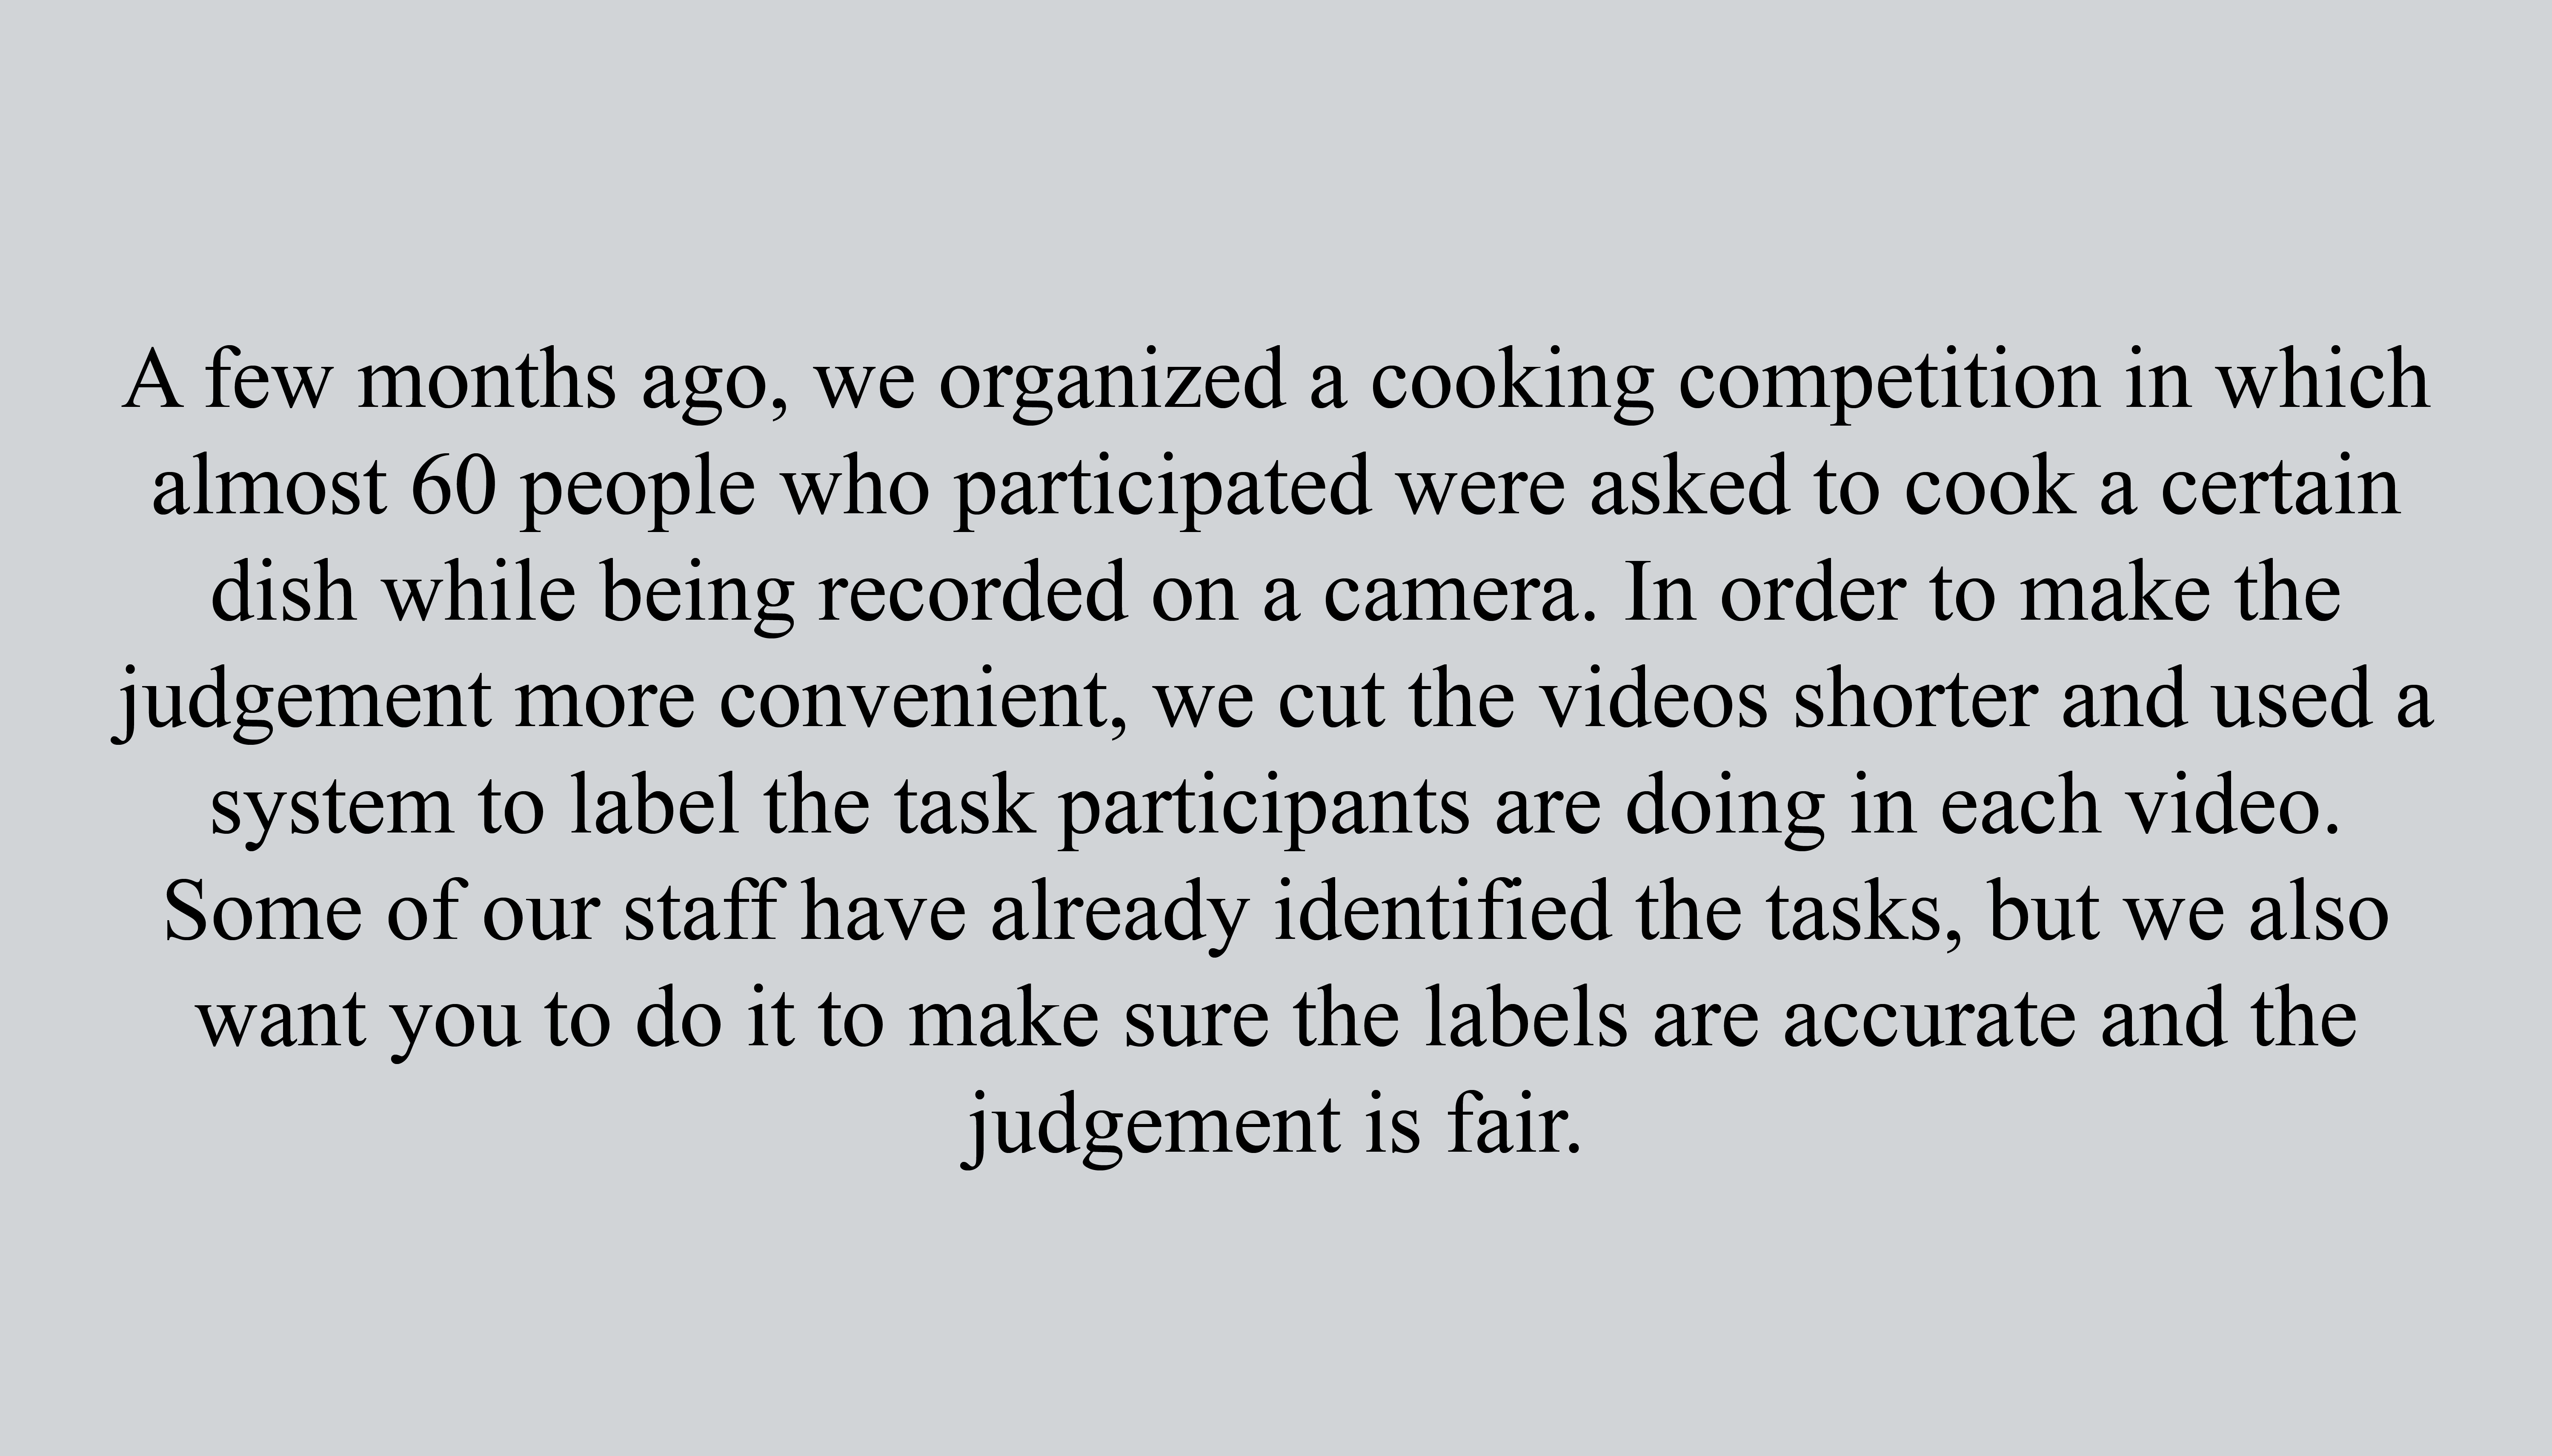 A few months ago, we organized a cooking competition in which
almost 60 people who participated were asked to cook a certain
dish while being recorded on a camera. In order to make the
judgement more convenient, we cut the videos shorter and used a
system to label the task participants are doing in each video.
Some of our staff have already identified the tasks, but we also
want you to do it to make sure the labels are accurate and the
judgement is fair.